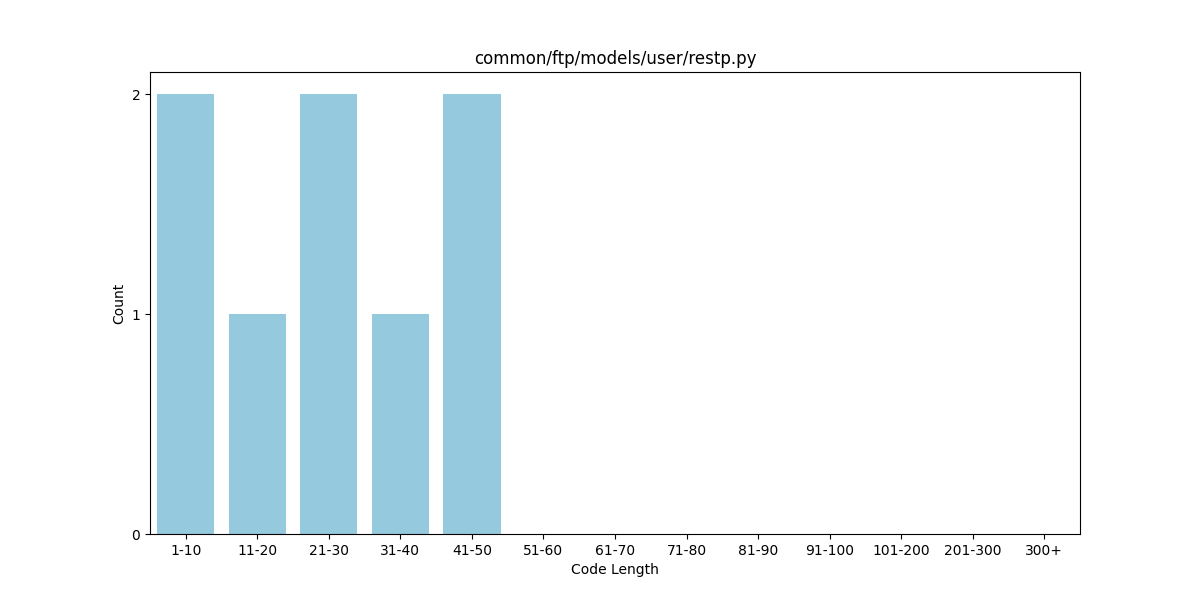 common/ftp/models/user/restp.py
Count
2
1
0
1-10 11-20 21-30 31-40 41-50 51-60 61-70 71-80 81-90 91-100 101-200 201-300 300+
Code Length